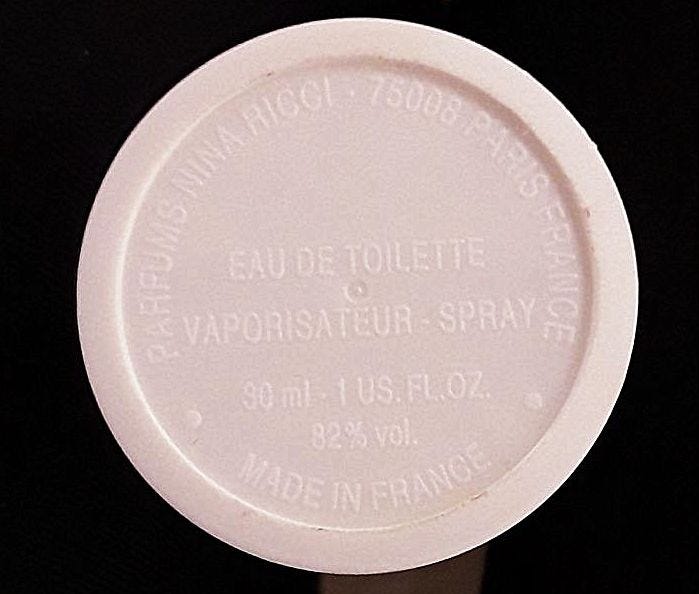 PARFUMS NINA RICCI · 75008 PARIS FRANCE
EAU DE TOILETTE
VAPORISATEUR - SPRAY
30 ml - 1 US. FL.OZ.
82% vol.
MADE IN FRANCE